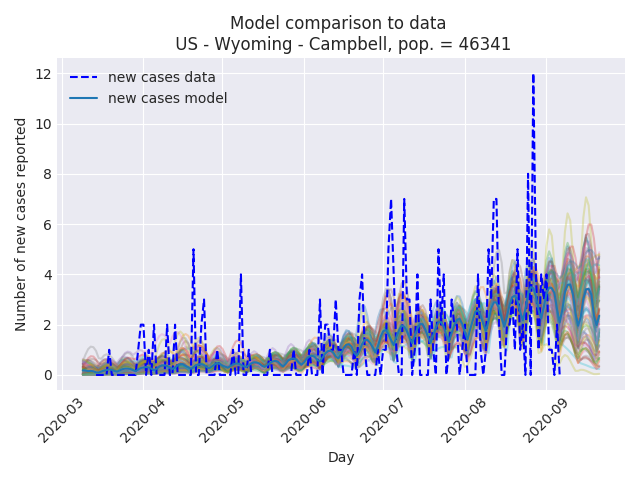 Model comparison to data
US - Wyoming - Campbell, pop. = 46341
new cases data
new cases model
Number of new cases reported
12
10
8
6
4
2
0
2020-03
2020-04
2020-05
2020-06
2020-07
2020-08
2020-09
Day